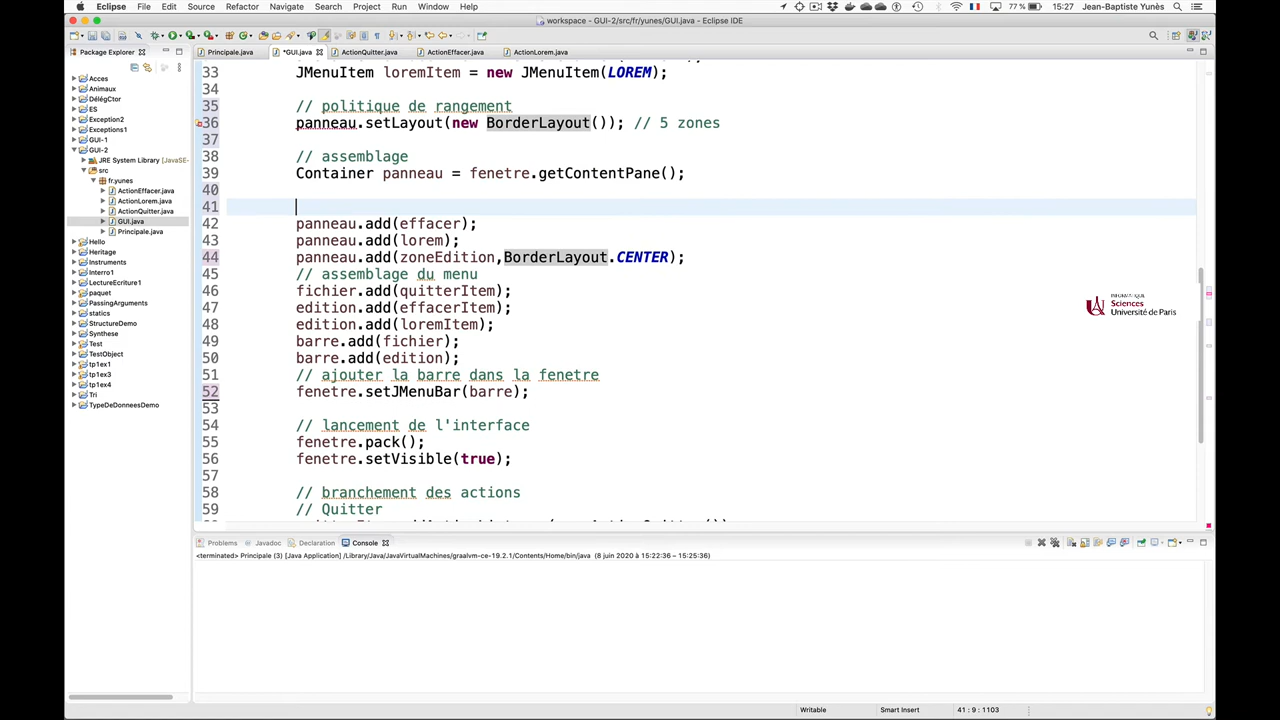 Eclipse File Edit Source Refactor Navigate Search Project Run Window Help 77 % 15:27 Jean-Baptiste Yunès
workspace - GUI-2/src/fr/yunes/GUI.java - Eclipse IDE
Package Explorer
Principale.java *GUI.java ActionQuitter.java ActionEffacer.java ActionLorem.java
Acces
Animaux
DélégCtor
ES
Exception2
Exceptions1
GUI-1
GUI-2
JRE System Library [JavaSE-
src
fr.yunes
ActionEffacer.java
ActionLorem.java
ActionQuitter.java
GUI.java
Principale.java
Hello
Heritage
Instruments
Interro1
LectureEcriture1
paquet
PassingArguments
statics
StructureDemo
Synthese
Test
TestObject
tp1ex1
tp1ex3
tp1ex4
Tri
TypeDeDonneesDemo
33 JMenuItem loremItem = new JMenuItem(LOREM);
34
35 // politique de rangement
36 panneau.setLayout(new BorderLayout()); // 5 zones
37
38 // assemblage
39 Container panneau = fenetre.getContentPane();
40
41
42 panneau.add(effacer);
43 panneau.add(lorem);
44 panneau.add(zoneEdition,BorderLayout.CENTER);
45 // assemblage du menu
46 fichier.add(quitterItem);
47 edition.add(effacerItem);
48 edition.add(loremItem);
49 barre.add(fichier);
50 barre.add(edition);
51 // ajouter la barre dans la fenetre
52 fenetre.setJMenuBar(barre);
53
54 // lancement de l'interface
55 fenetre.pack();
56 fenetre.setVisible(true);
57
58 // branchement des actions
59 // Quitter
INFORMATIQUE
Sciences
Université de Paris
Problems Javadoc Declaration Console
<terminated> Principale (3) [Java Application] /Library/Java/JavaVirtualMachines/graalvm-ce-19.2.1/Contents/Home/bin/java (8 juin 2020 à 15:22:36 – 15:25:36)
Writable Smart Insert 41 : 9 : 1103